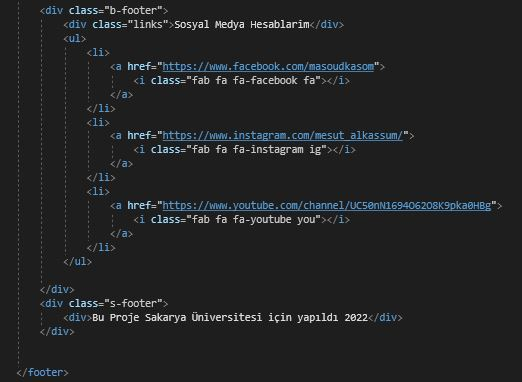 <div class="b-footer">
<div class="links">Sosyal Medya Hesablarim</div>
<ul>
<li>
<a href="https://www.facebook.com/masoudkasom">
<i class="fab fa fa-facebook fa"></i>
</a>
</li>
<li>
<a href="https://www.instagram.com/mesut_alkassum/">
<i class="fab fa fa-instagram ig"></i>
</a>
</li>
<li>
<a href="https://www.youtube.com/channel/UC50nN1694O62O8K9pka0HBg">
<i class="fab fa fa-youtube you"></i>
</a>
</li>
</ul>
</div>
<div class="s-footer">
<div>Bu Proje Sakarya Üniversitesi için yapıldı 2022</div>
</div>
</footer>